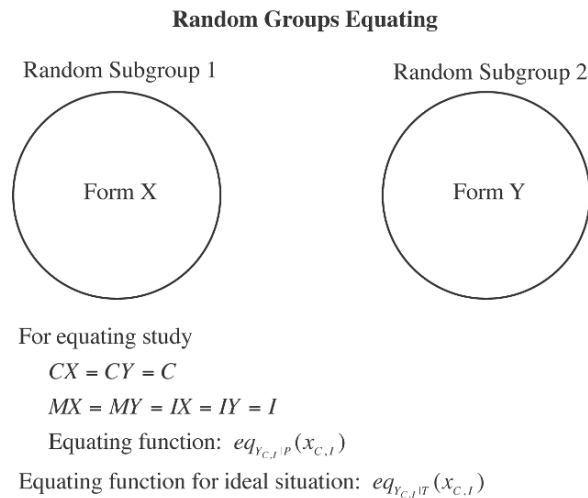 Random Groups Equating
Random Subgroup 1
Random Subgroup 2
Form X
Form Y
For equating study
CX = CY = C
MX = MY = IX = IY = I
Equating function: eq_{Y_{C,I}|P}(x_{C,I})
Equating function for ideal situation: eq_{Y_{C,I}|T}(x_{C,I})